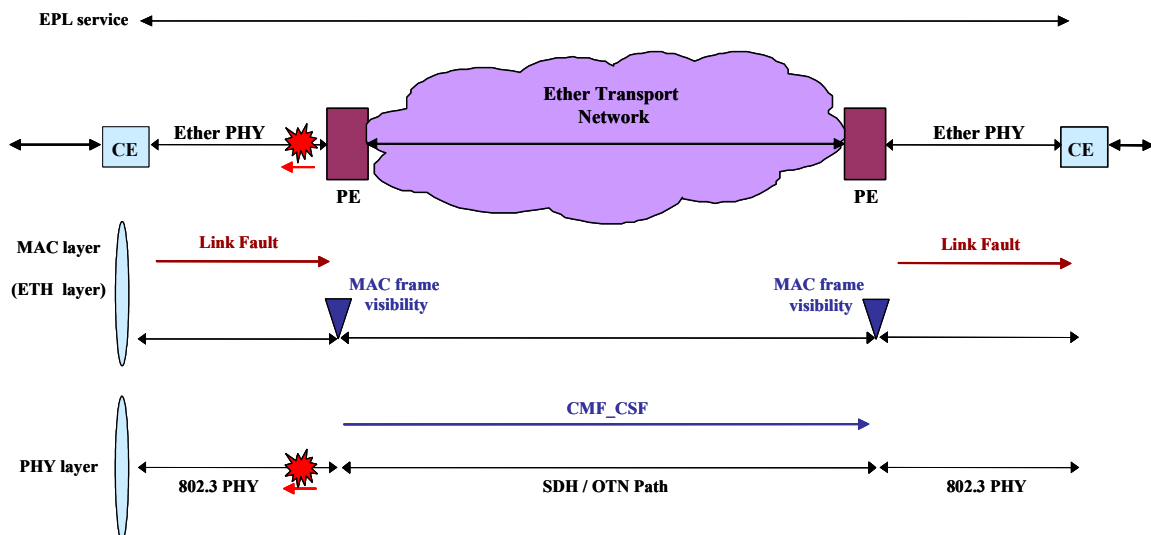 EPL service
Ether Transport
Network
Ether PHY
Ether PHY
CE
CE
PE
PE
MAC layer
(ETH layer)
Link Fault
Link Fault
MAC frame
visibility
MAC frame
visibility
CMF_CSF
PHY layer
802.3 PHY
SDH / OTN Path
802.3 PHY